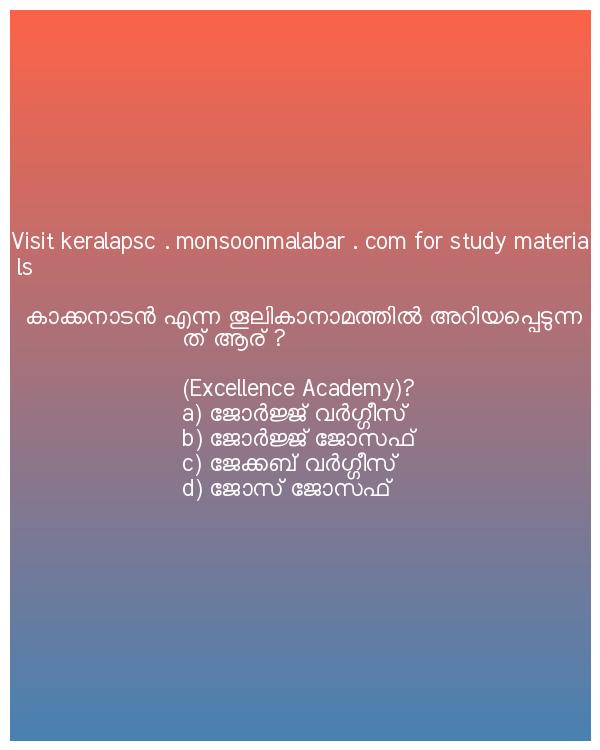 Visit keralapsc . monsoonmalabar . com for study materia
ls
കാക്കനാടൻ എന്ന തൂലികാനാമത്തിൽ അറിയപ്പെടുന്ന
ത് ആര് ?
(Excellence Academy)?
a) ജോർജ്ജ് വർഗ്ഗീസ്
b) ജോർജ്ജ് ജോസഫ്
c) ജേക്കബ് വർഗ്ഗീസ്
d) ജോസ് ജോസഫ്